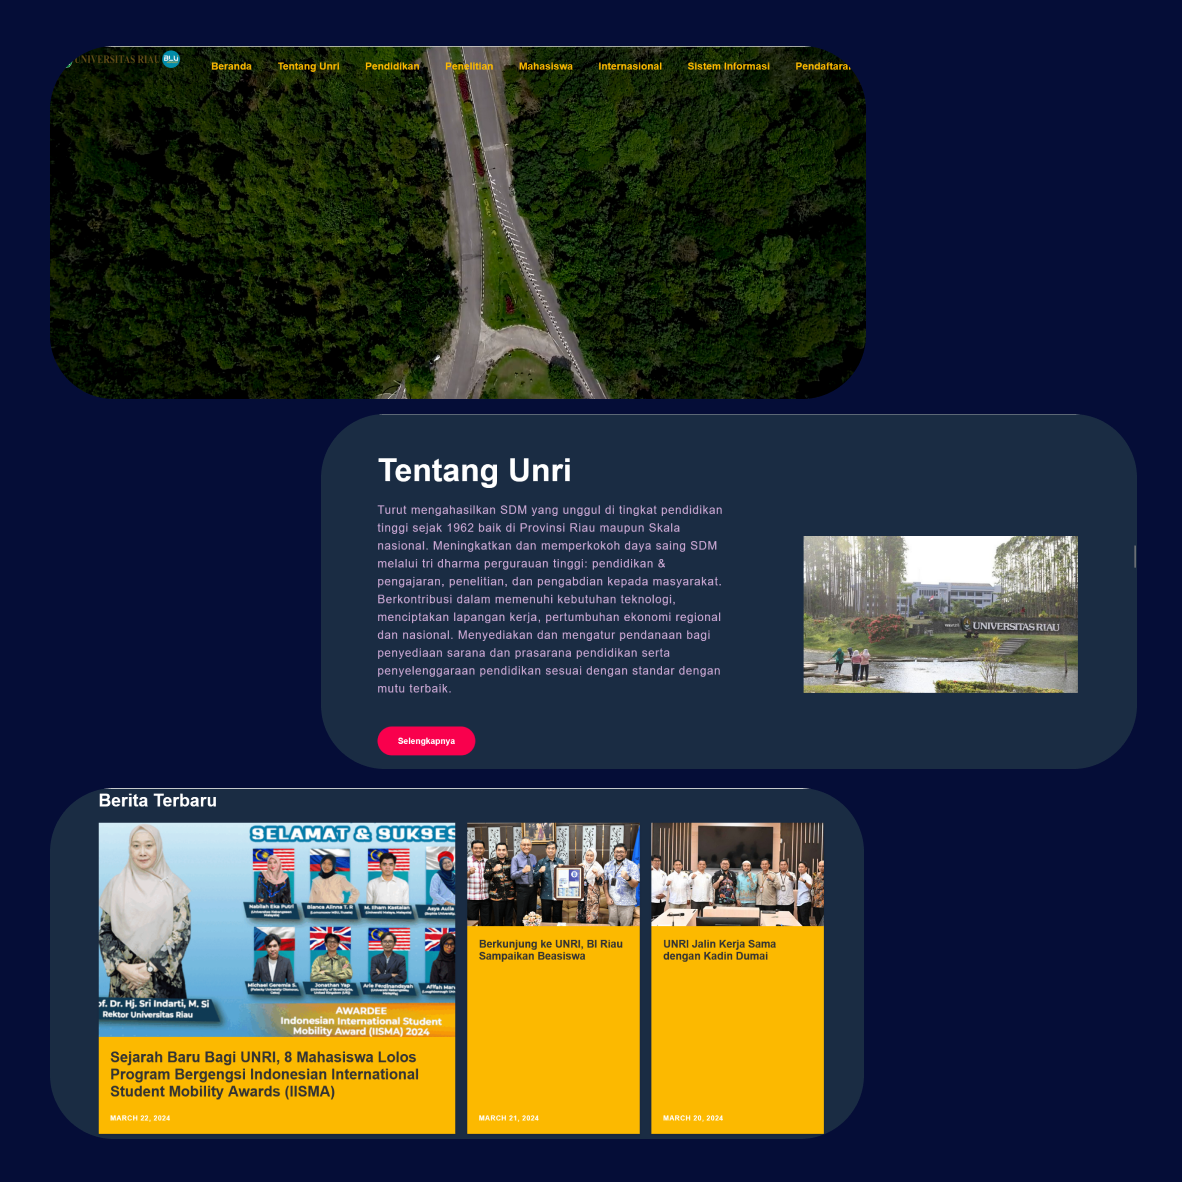 UNIVERSITAS RIAU BLU
Beranda Tentang Unri Pendidikan Penelitian Mahasiswa Internasional Sistem Informasi Pendaftara
Tentang Unri
Turut mengahasilkan SDM yang unggul di tingkat pendidikan
tinggi sejak 1962 baik di Provinsi Riau maupun Skala
nasional. Meningkatkan dan memperkokoh daya saing SDM
melalui tri dharma pergurauan tinggi: pendidikan &
pengajaran, penelitian, dan pengabdian kepada masyarakat.
Berkontribusi dalam memenuhi kebutuhan teknologi,
menciptakan lapangan kerja, pertumbuhan ekonomi regional
dan nasional. Menyediakan dan mengatur pendanaan bagi
penyediaan sarana dan prasarana pendidikan serta
penyelenggaraan pendidikan sesuai dengan standar dengan
mutu terbaik.
UNIVERSITAS RIAU
Selengkapnya
Berita Terbaru
SELAMAT & SUKSES
Nabilah Eka Putri
Bianca Alinna T. R
M. Ilham Kastalan
of. Dr. Hj. Sri Indarti, M. Si
Rektor Universitas Riau
Michael Geremia S.
Jonathan Yap
Arie Ferdinandsyah
AWARDEE
Indonesian International Student
Mobility Award (IISMA) 2024
Sejarah Baru Bagi UNRI, 8 Mahasiswa Lolos
Program Bergengsi Indonesian International
Student Mobility Awards (IISMA)
MARCH 22, 2024
Berkunjung ke UNRI, BI Riau
Sampaikan Beasiswa
MARCH 21, 2024
UNRI Jalin Kerja Sama
dengan Kadin Dumai
MARCH 20, 2024